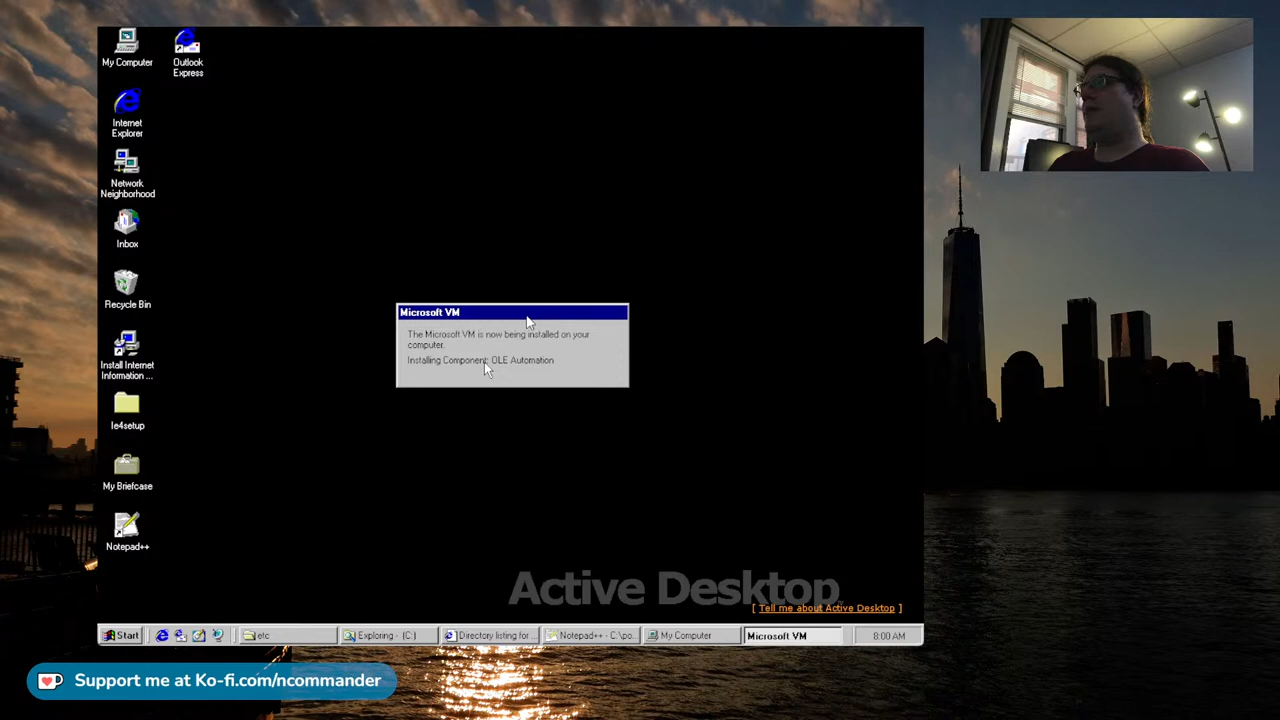 My Computer
Outlook
Express
Internet
Explorer
Network
Neighborhood
Inbox
Recycle Bin
Install Internet
Information ...
Ie4setup
My Briefcase
Notepad++
Microsoft VM
The Microsoft VM is now being installed on your
computer.
Installing Component: OLE Automation
Active Desktop
[ Tell me about Active Desktop ]
Start
etc
Exploring - (C:)
Directory listing for ...
Notepad++ - C:\po...
My Computer
Microsoft VM
8:00 AM
Support me at Ko-fi.com/ncommander